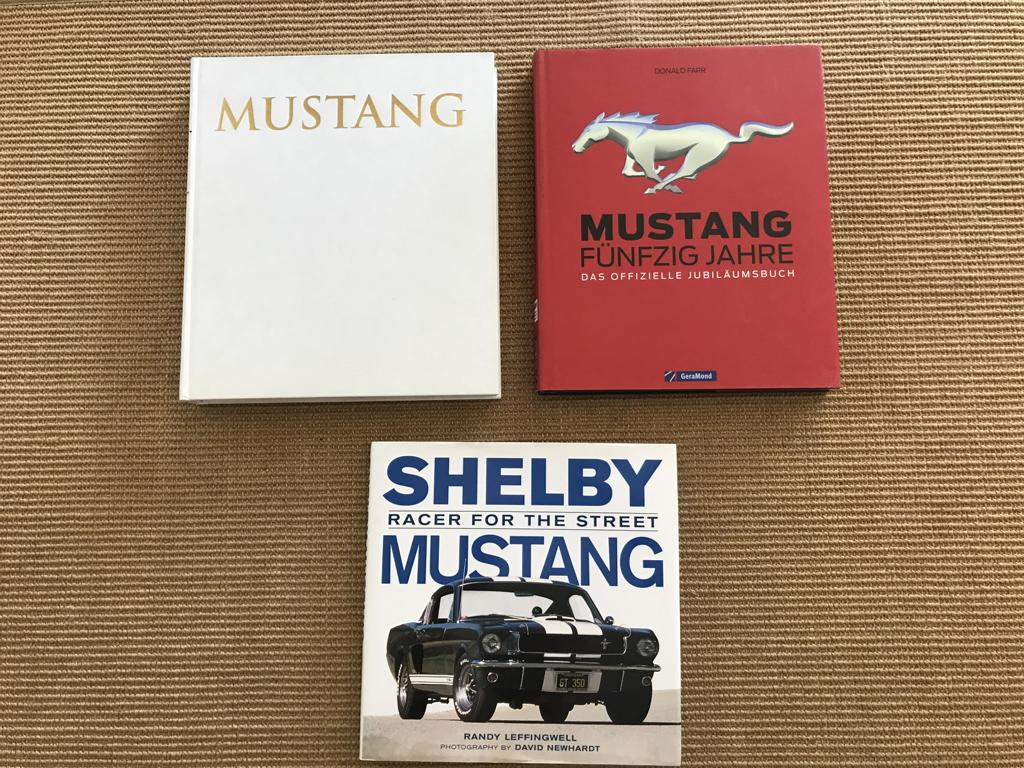 MUSTANG
DONALD FARR
MUSTANG
FÜNFZIG JAHRE
DAS OFFIZIELLE JUBILÄUMSBUCH
GeraMond
SHELBY
RACER FOR THE STREET
MUSTANG
GT 350
RANDY LEFFINGWELL
PHOTOGRAPHY BY DAVID NEWHARDT